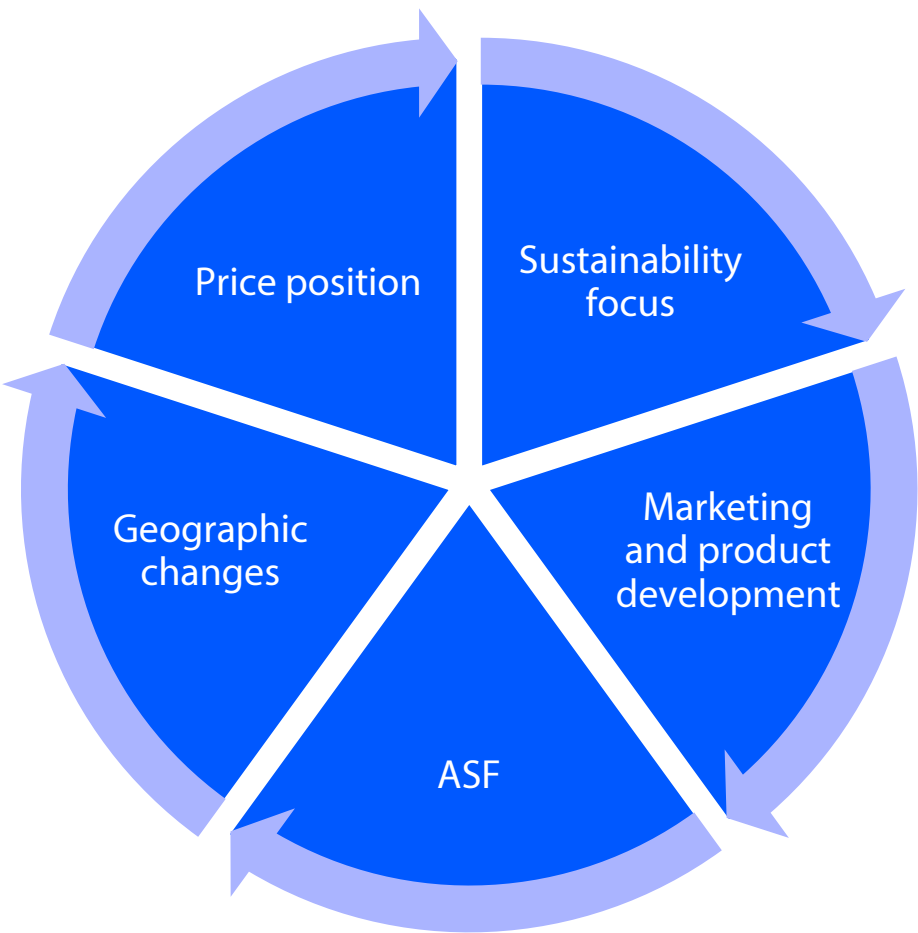 Price position
Sustainability
focus
Marketing
and product
development
ASF
Geographic
changes